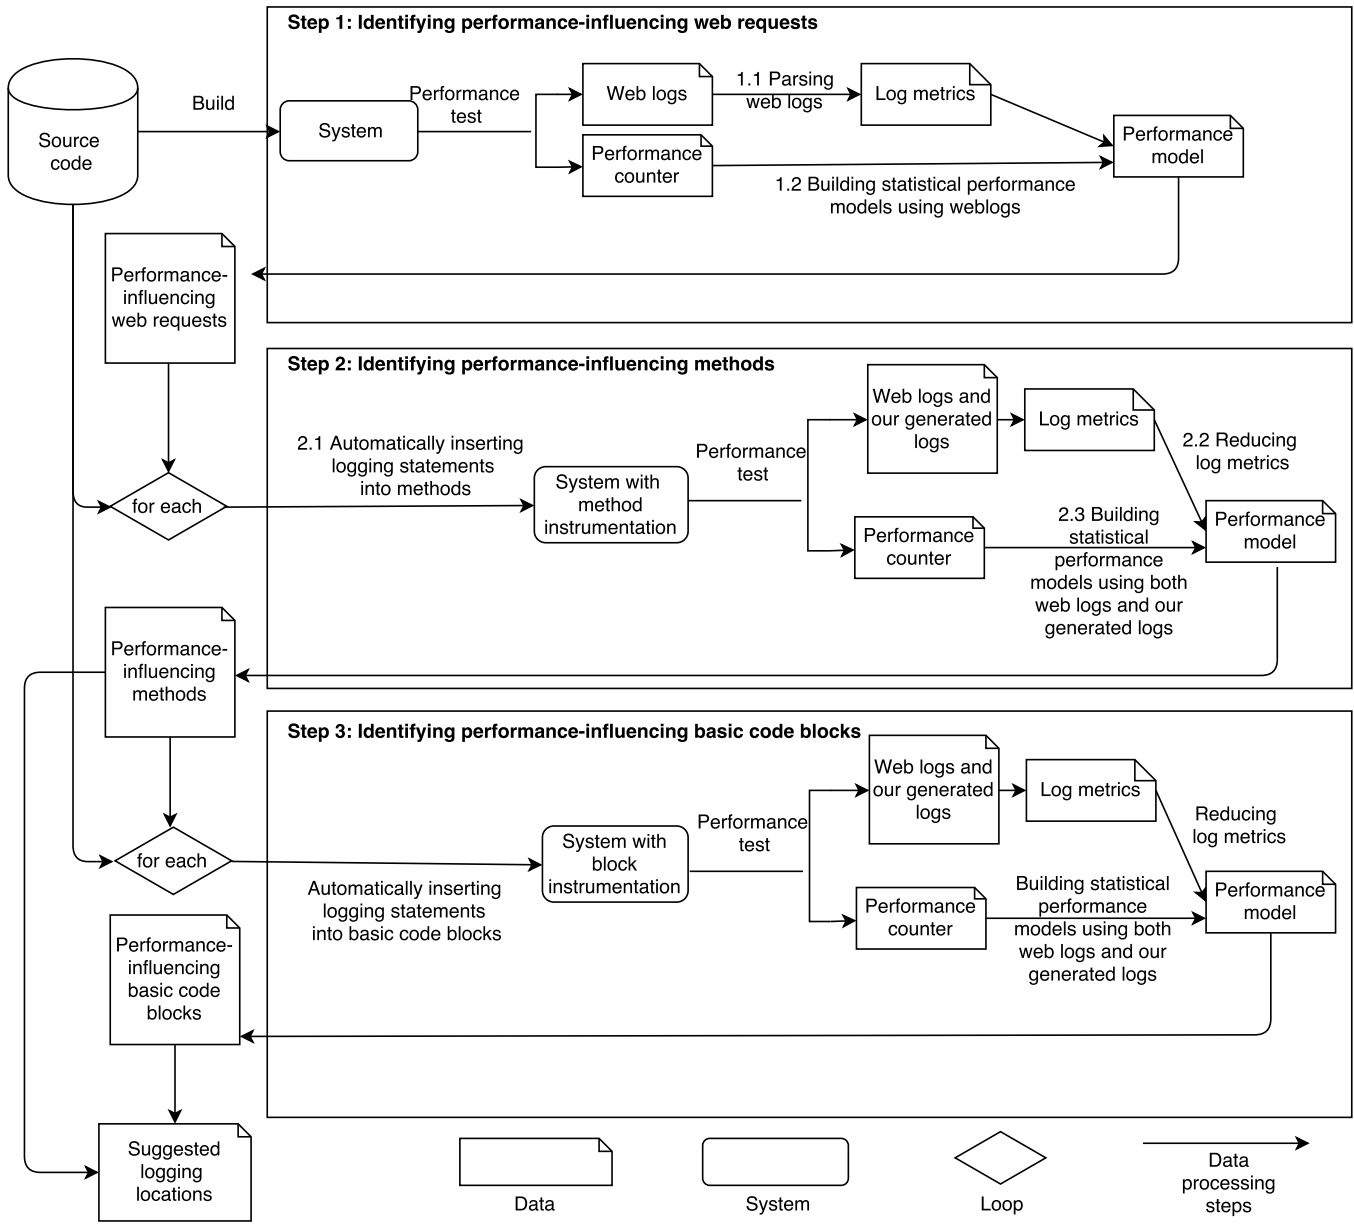 Step 1: Identifying performance-influencing web requests
Source
code
Build
System
Performance
test
Web logs
Performance
counter
1.1 Parsing
web logs
Log metrics
1.2 Building statistical performance
models using weblogs
Performance
model
Performance-
influencing
web requests
Step 2: Identifying performance-influencing methods
for each
2.1 Automatically inserting
logging statements
into methods
System with
method
instrumentation
Performance
test
Web logs and
our generated
logs
Performance
counter
Log metrics
2.2 Reducing
log metrics
2.3 Building
statistical
performance
models using both
web logs and our
generated logs
Performance
model
Performance-
influencing
methods
Step 3: Identifying performance-influencing basic code blocks
for each
Automatically inserting
logging statements
into basic code blocks
System with
block
instrumentation
Performance
test
Web logs and
our generated
logs
Performance
counter
Log metrics
Reducing
log metrics
Building statistical
performance
models using both
web logs and our
generated logs
Performance
model
Performance-
influencing
basic code
blocks
Suggested
logging
locations
Data
System
Loop
Data
processing
steps